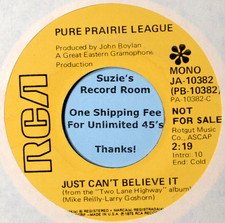 PURE PRAIRIE LEAGUE
Produced by John Boylan
A Great Eastern Gramophone
Production
MONO
JA-10382
(PB-10382)
PA-10382-C
RCA
Suzie's
Record Room
One Shipping Fee
For Unlimited 45's
Thanks!
NOT
FOR SALE
Rotgut Music
Co., ASCAP
2:19
Intro: 10
End: Cold
JUST CAN'T BELIEVE IT
(from the "Two Lane Highway" album)
(Mike Reilly-Larry Goshorn)